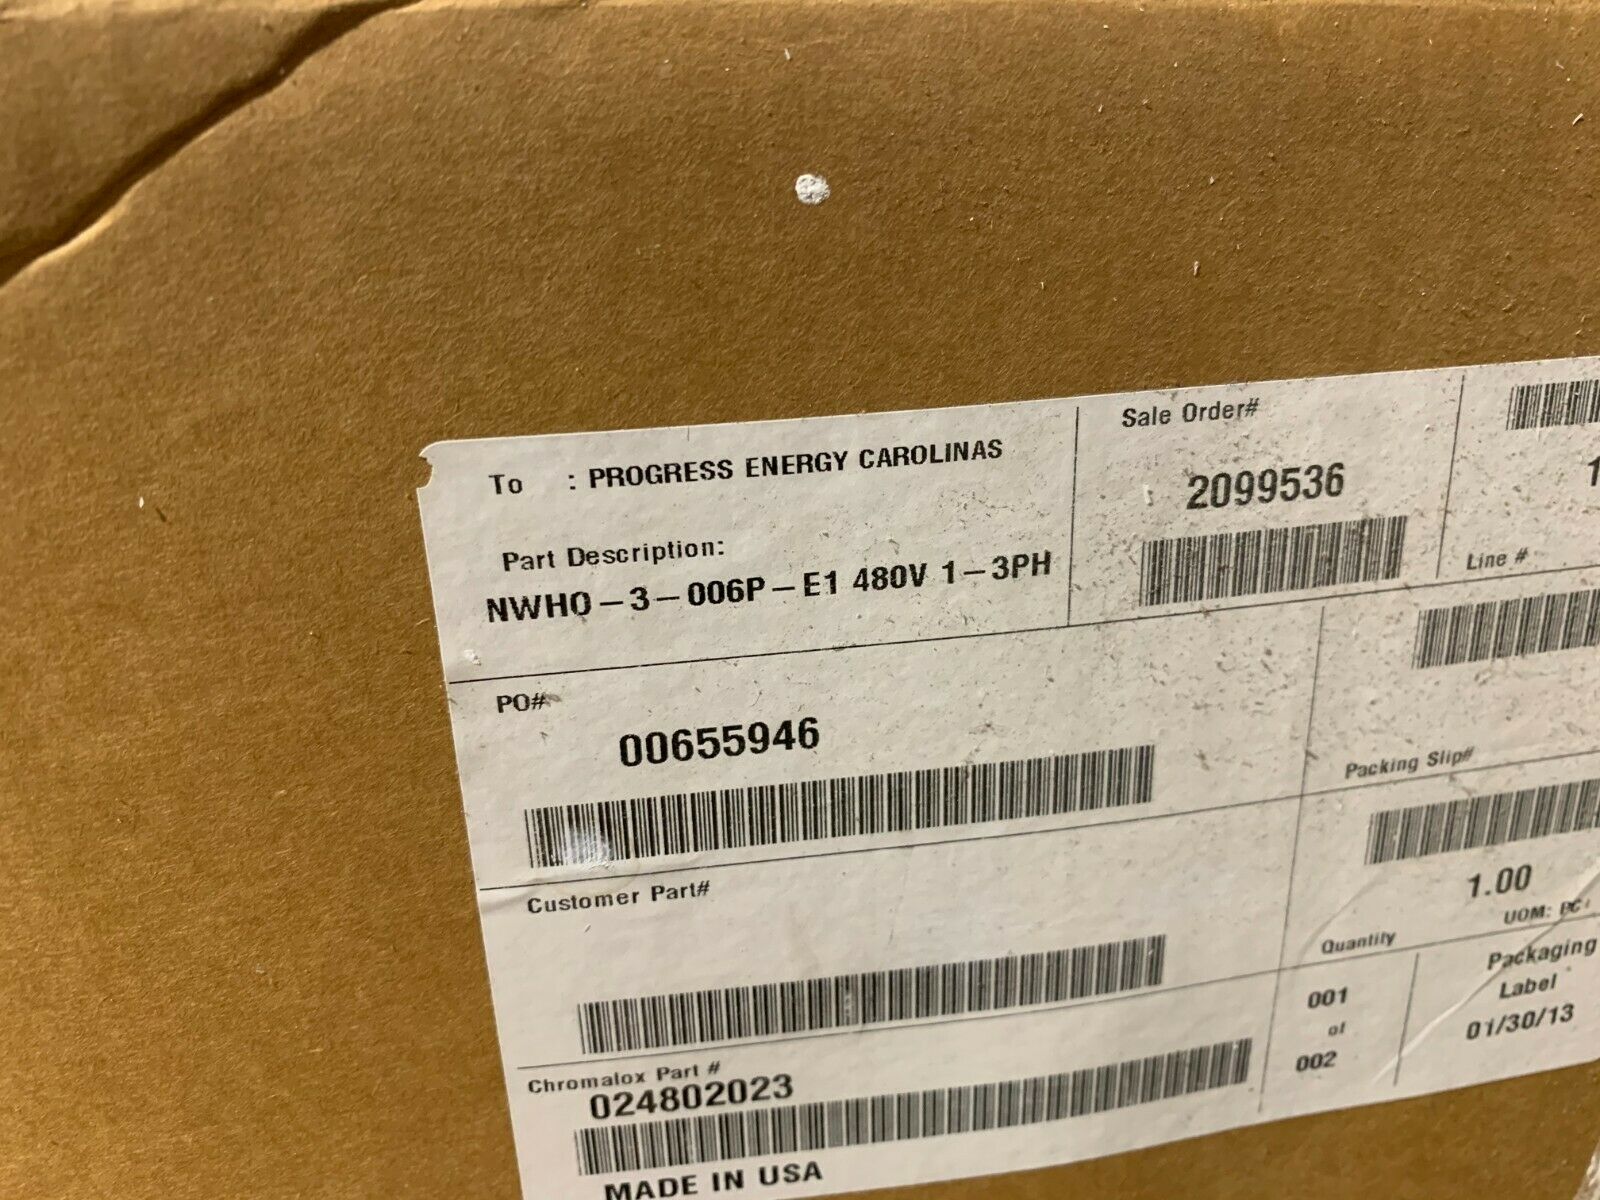 To : PROGRESS ENERGY CAROLINAS
Part Description:
NWHO-3-006P-E1 480V 1-3PH
Sale Order#
2099536
Line #
PO#
00655946
Packing Slip#
Customer Part#
1.00
UOM: PC
Quantity
Chromalox Part #
024802023
MADE IN USA
001
of
002
Packaging
Label
01/30/13